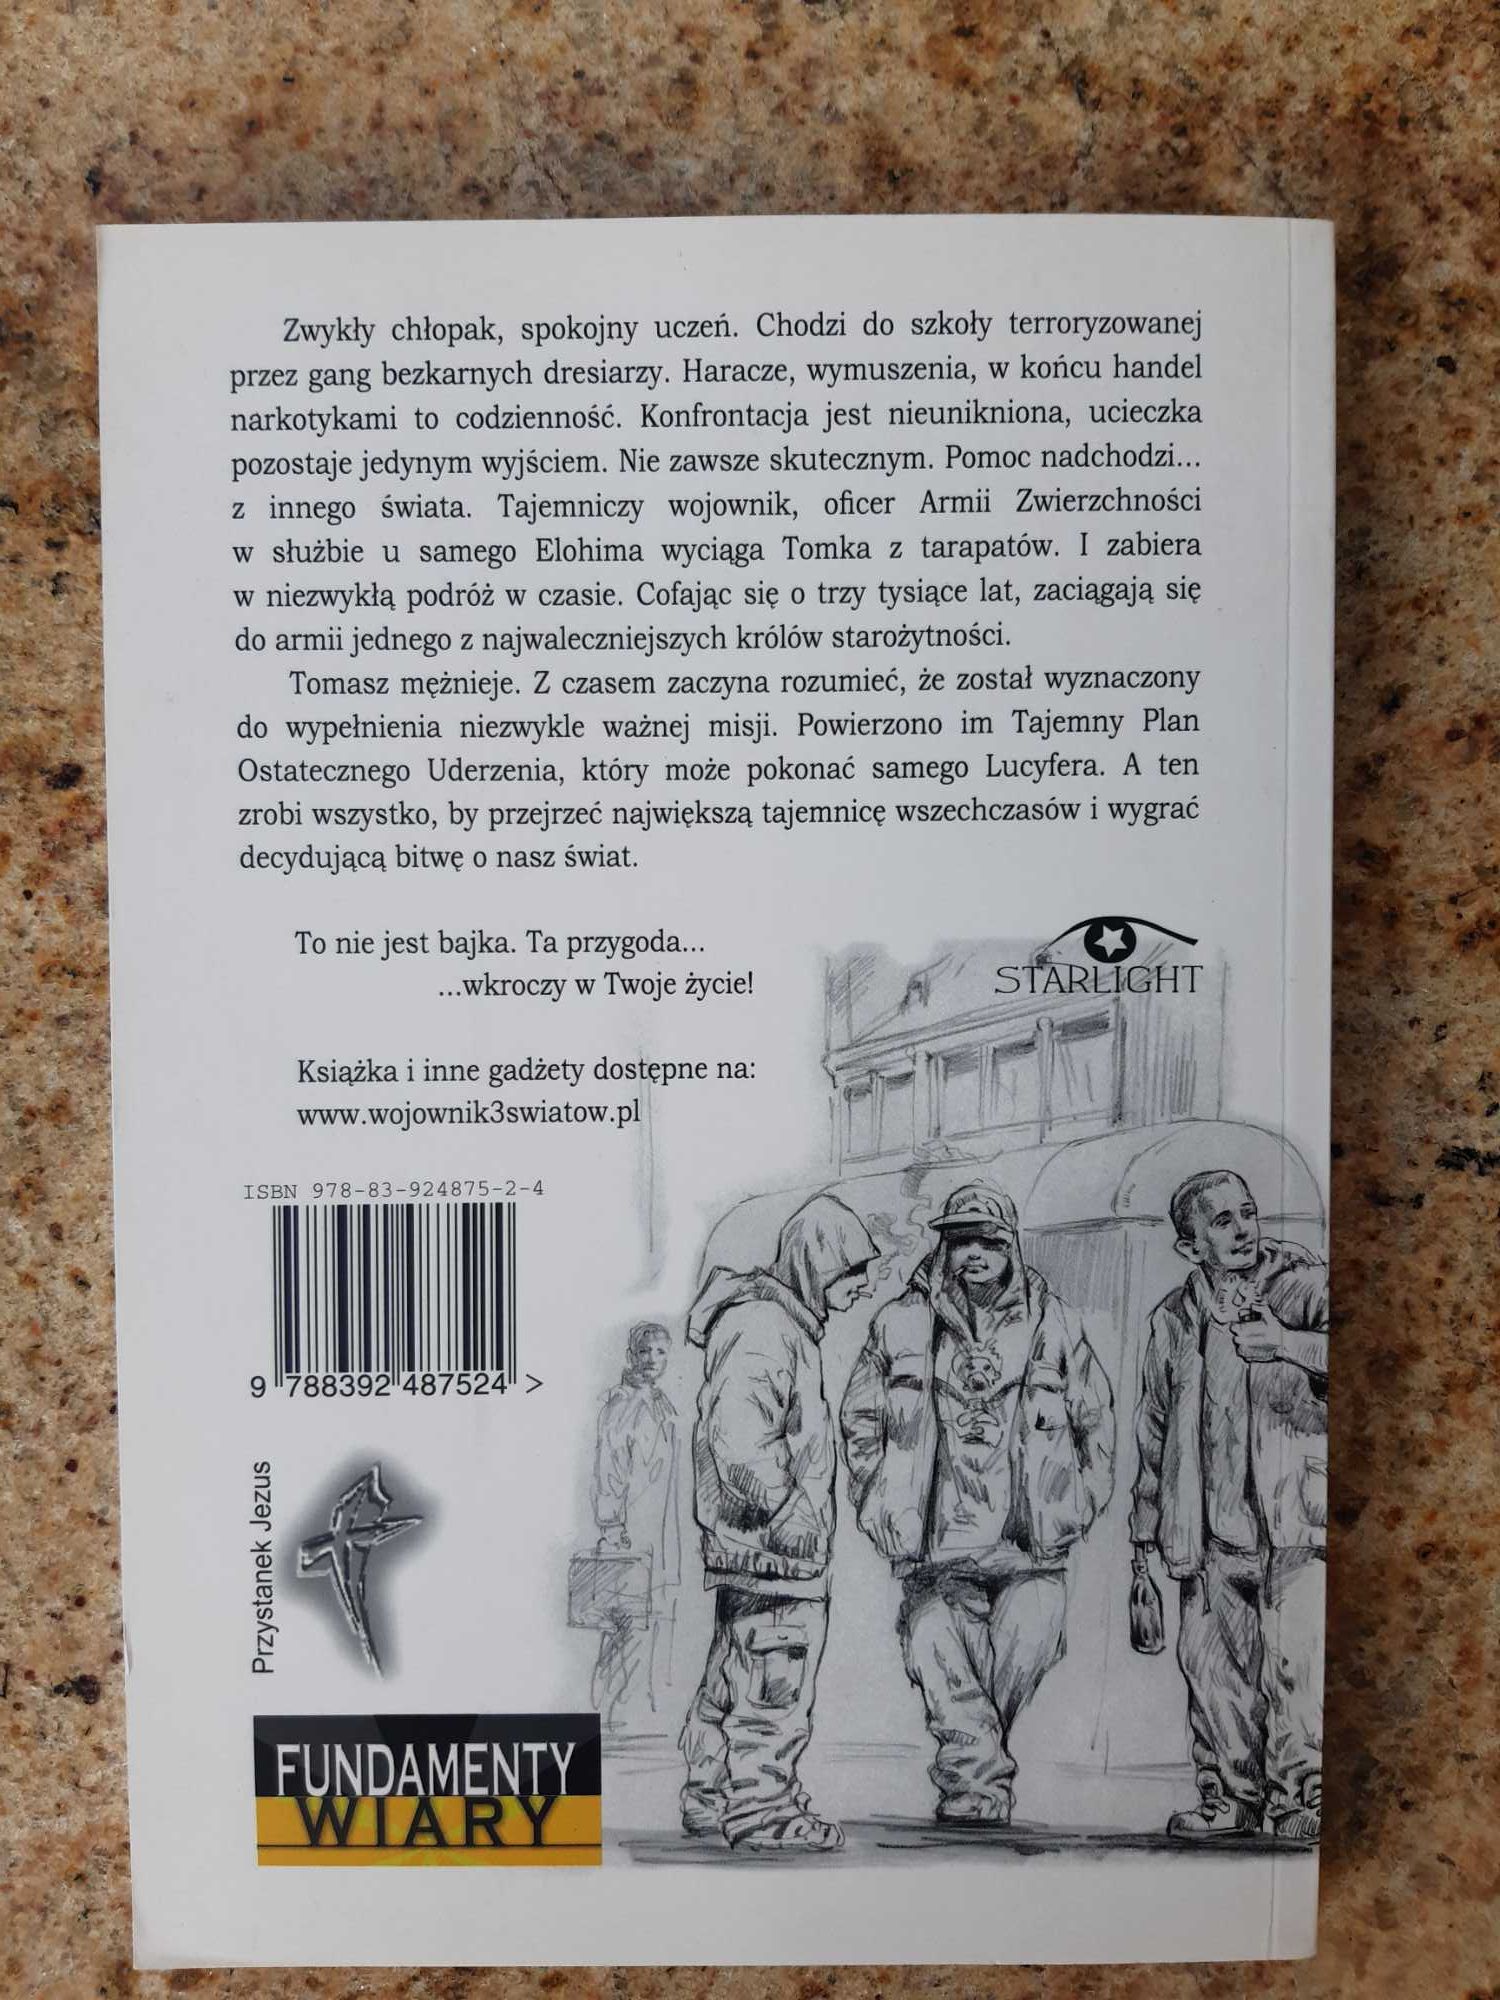 Zwykły chłopak, spokojny uczeń. Chodzi do szkoły terroryzowanej
przez gang bezkarnych dresiarzy. Haracze, wymuszenia, w końcu handel
narkotykami to codzienność. Konfrontacja jest nieunikniona, ucieczka
pozostaje jedynym wyjściem. Nie zawsze skutecznym. Pomoc nadchodzi...
z innego świata. Tajemniczy wojownik, oficer Armii Zwierzchności
w służbie u samego Elohima wyciąga Tomka z tarapatów. I zabiera
w niezwykłą podróż w czasie. Cofając się o trzy tysiące lat, zaciągają się
do armii jednego z najwaleczniejszych królów starożytności.
Tomasz mężnieje. Z czasem zaczyna rozumieć, że został wyznaczony
do wypełnienia niezwykle ważnej misji. Powierzono im Tajemny Plan
Ostatecznego Uderzenia, który może pokonać samego Lucyfera. A ten
zrobi wszystko, by przejrzeć największą tajemnicę wszechczasów i wygrać
decydującą bitwę o nasz świat.
To nie jest bajka. Ta przygoda...
...wkroczy w Twoje życie!
STARLIGHT
Książka i inne gadżety dostępne na:
www.wojownik3swiatow.pl
ISBN 978-83-924875-2-4
9 788392 487524 >
Przystanek Jezus
FUNDAMENTY
WIARY